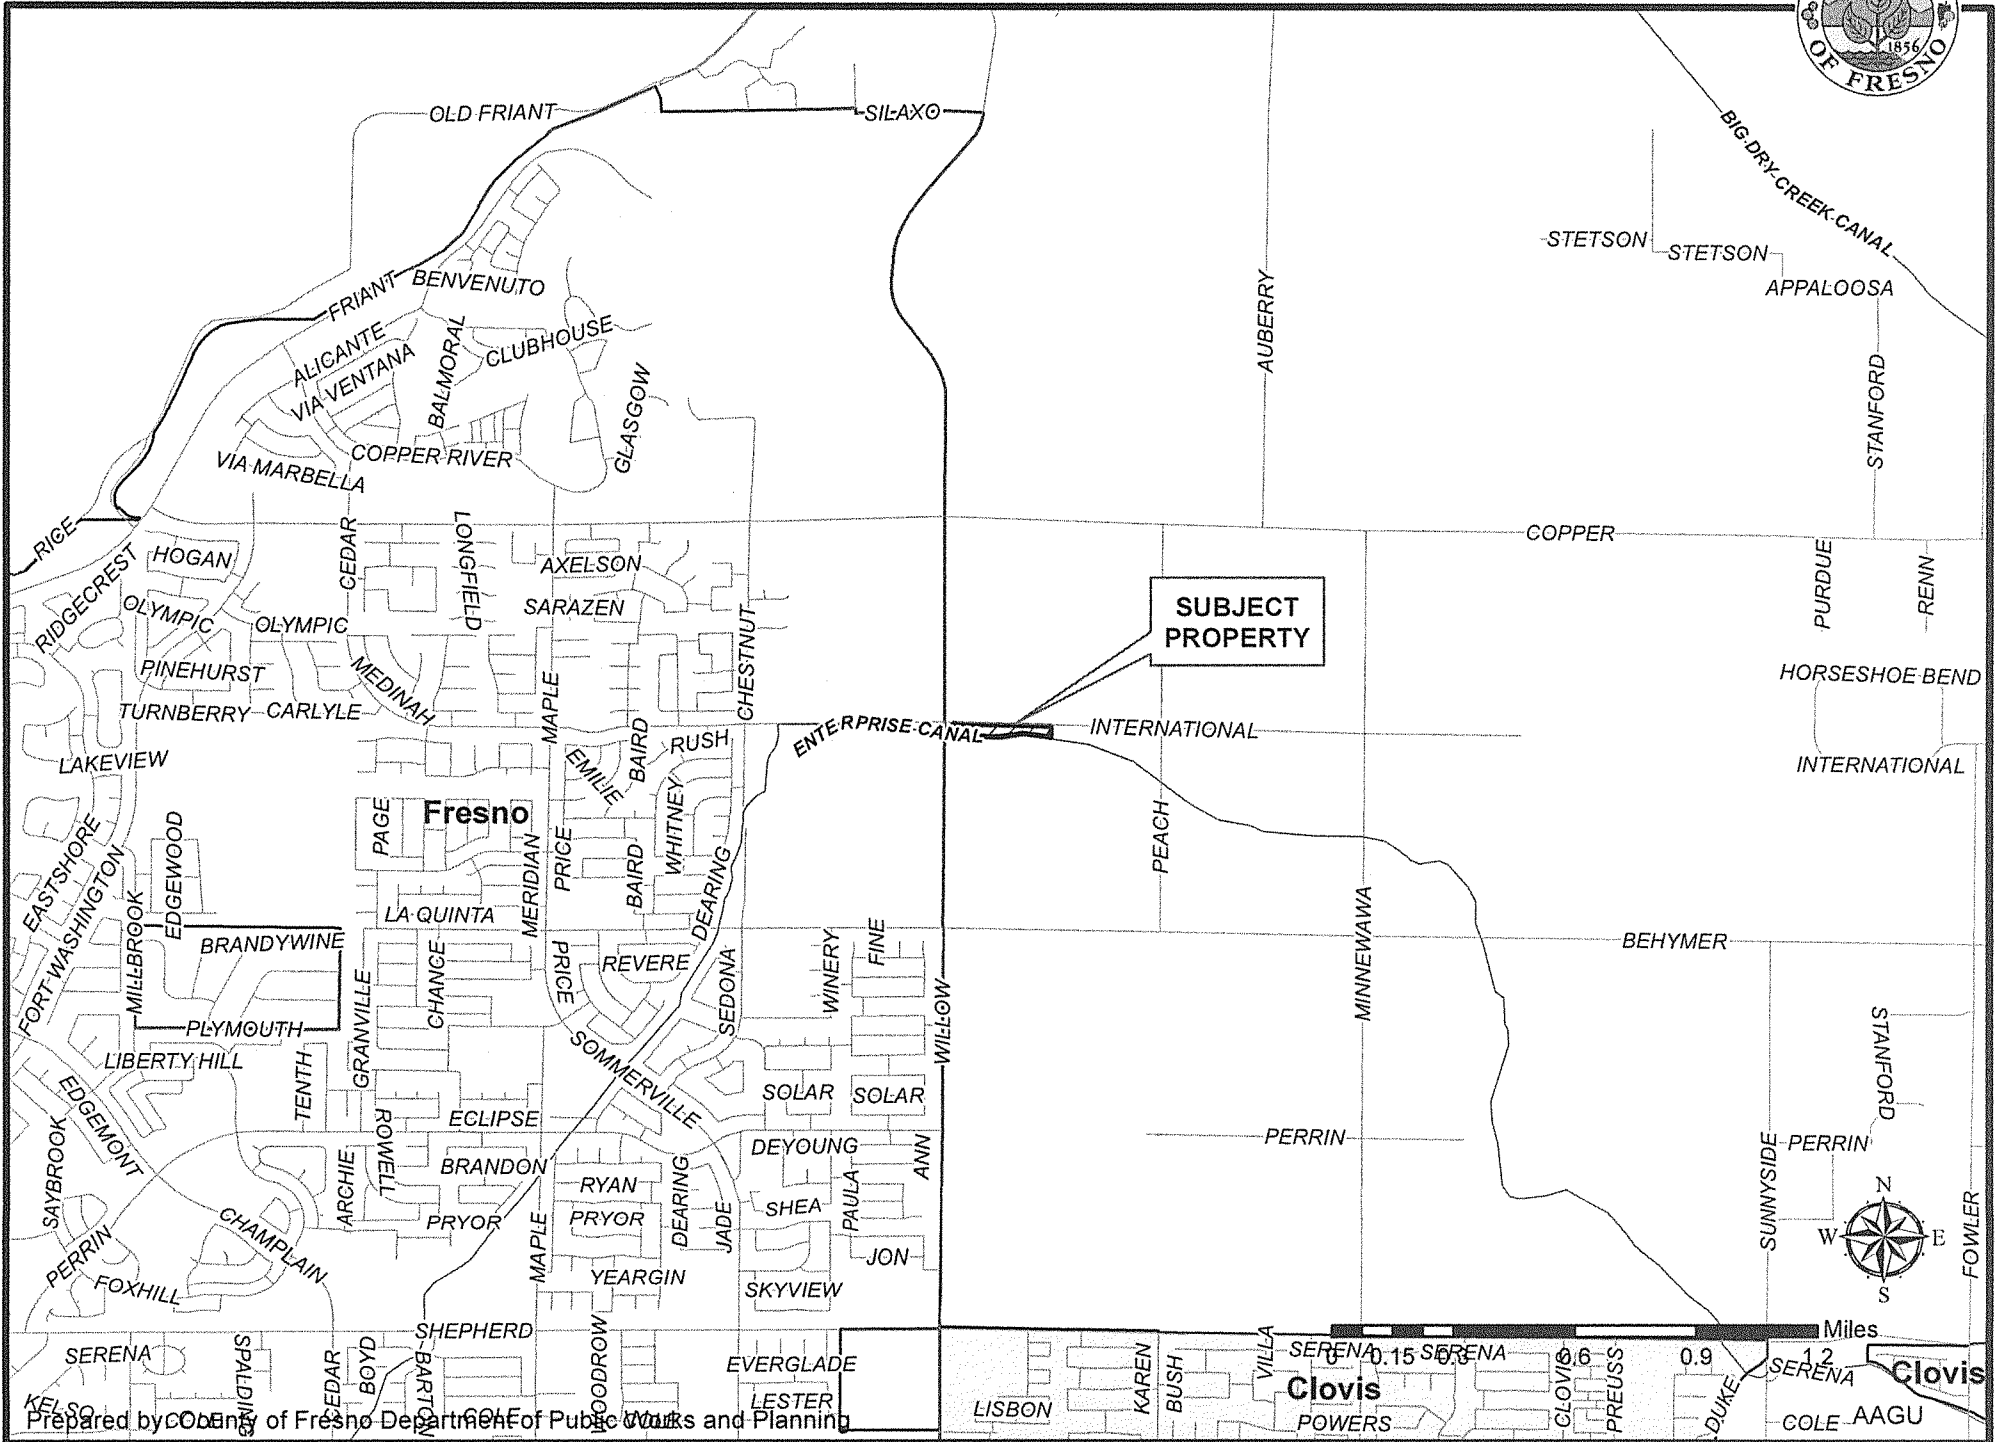 1856
OF FRESNO
OLD FRIANT
SILAXO
BIG DRY CREEK CANAL
STETSON
STETSON
APPALOOSA
BENVENUTO
FRIANT
AUBERRY
ALICANTE
VIA VENTANA
BALMORAL
CLUBHOUSE
GLASGOW
STANFORD
VIA MARBELLA
COPPER RIVER
RICE
RIDGECREST
HOGAN
CEDAR
LONGFIELD
AXELSON
SARAZEN
COPPER
PURDUE
RENN
SUBJECT
PROPERTY
OLYMPIC
OLYMPIC
CHESTNUT
PINEHURST
MEDINAH
MAPLE
HORSESHOE BEND
TURNBERRY
CARLYLE
ENTERPRISE CANAL
INTERNATIONAL
INTERNATIONAL
LAKEVIEW
EMILIE
BAIRD
RUSH
Fresno
PAGE
WHITNEY
PEACH
EASTSHORE
FORT WASHINGTON
EDGEWOOD
MERIDIAN
PRICE
BAIRD
DEARING
MILLBROOK
LA QUINTA
MINNEWAWA
BRANDYWINE
CHANCE
PRICE
REVERE
SEDONA
WINERY
FINE
BEHYMER
GRANVILLE
PLYMOUTH
WILLOW
LIBERTY HILL
SOMMERVILLE
STANFORD
EDGEMONT
TENTH
SOLAR
SOLAR
ECLIPSE
ROWELL
SAYBROOK
DEYOUNG
ANN
PERRIN
PERRIN
SUNNYSIDE
BRANDON
ARCHIE
RYAN
DEARING
JADE
SHEA
PAULA
PRYOR
PRYOR
CHAMPLAIN
PERRIN
MAPLE
JON
FOWLER
N
W
E
S
FOXHILL
YEARGIN
SKYVIEW
SHEPHERD
Miles
0 0.15 0.3 0.6 0.9 1.2
SERENA
SPALDING
CEDAR
BOYD
BARTON
WOODROW
EVERGLADE
KAREN
BUSH
VILLA
SERENA
SERENA
CLOVIS
PREUSS
DUKE
SERENA
Clovis
Clovis
KELSO
LESTER
LISBON
POWERS
COLE
AAGU
COLE
COLE
COLE
Prepared by: County of Fresno Department of Public Works and Planning